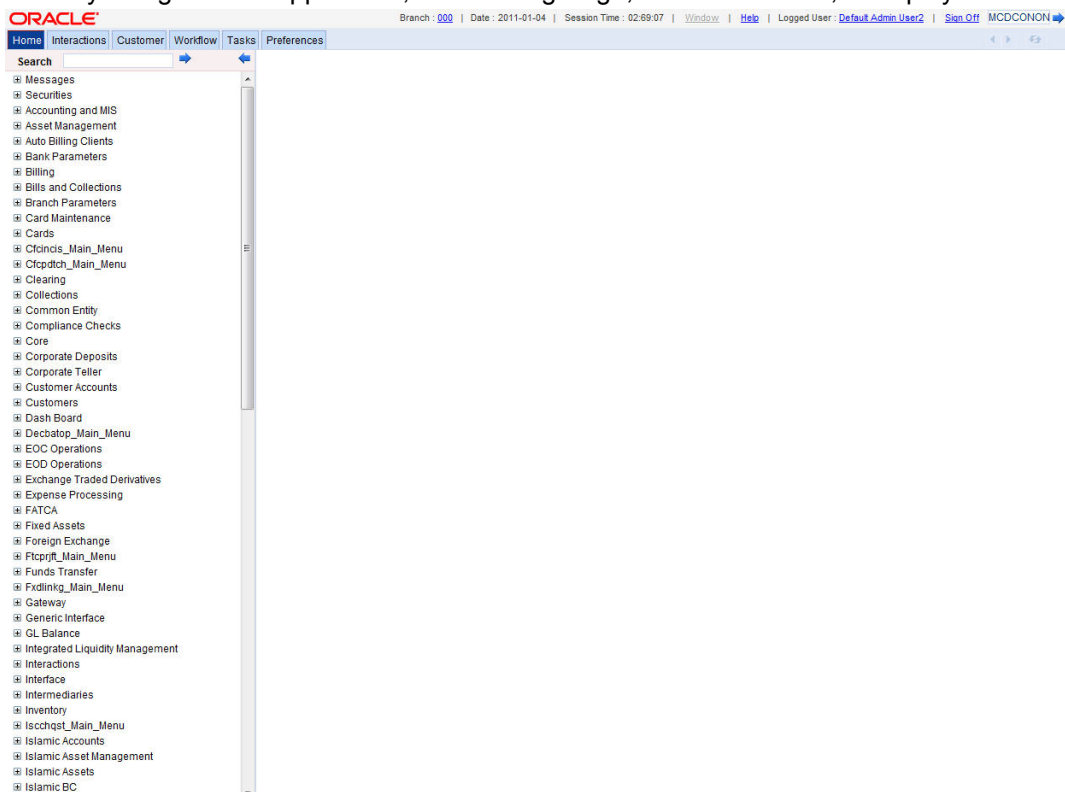 ORACLE
Branch : 000 | Date : 2011-01-04 | Session Time : 02:69:07 | Window | Help | Logged User : Default Admin User2 | Sign Off MCDCONON
Home Interactions Customer Workflow Tasks Preferences
Search
Messages
Securities
Accounting and MIS
Asset Management
Auto Billing Clients
Bank Parameters
Billing
Bills and Collections
Branch Parameters
Card Maintenance
Cards
Cfcincis_Main_Menu
Cfcpdtch_Main_Menu
Clearing
Collections
Common Entity
Compliance Checks
Core
Corporate Deposits
Corporate Teller
Customer Accounts
Customers
Dash Board
Decbatop_Main_Menu
EOC Operations
EOD Operations
Exchange Traded Derivatives
Expense Processing
FATCA
Fixed Assets
Foreign Exchange
Ftcprjft_Main_Menu
Funds Transfer
Fxdlinkg_Main_Menu
Gateway
Generic Interface
GL Balance
Integrated Liquidity Management
Interactions
Interface
Intermediaries
Inventory
Iscchqst_Main_Menu
Islamic Accounts
Islamic Asset Management
Islamic Assets
Islamic BC